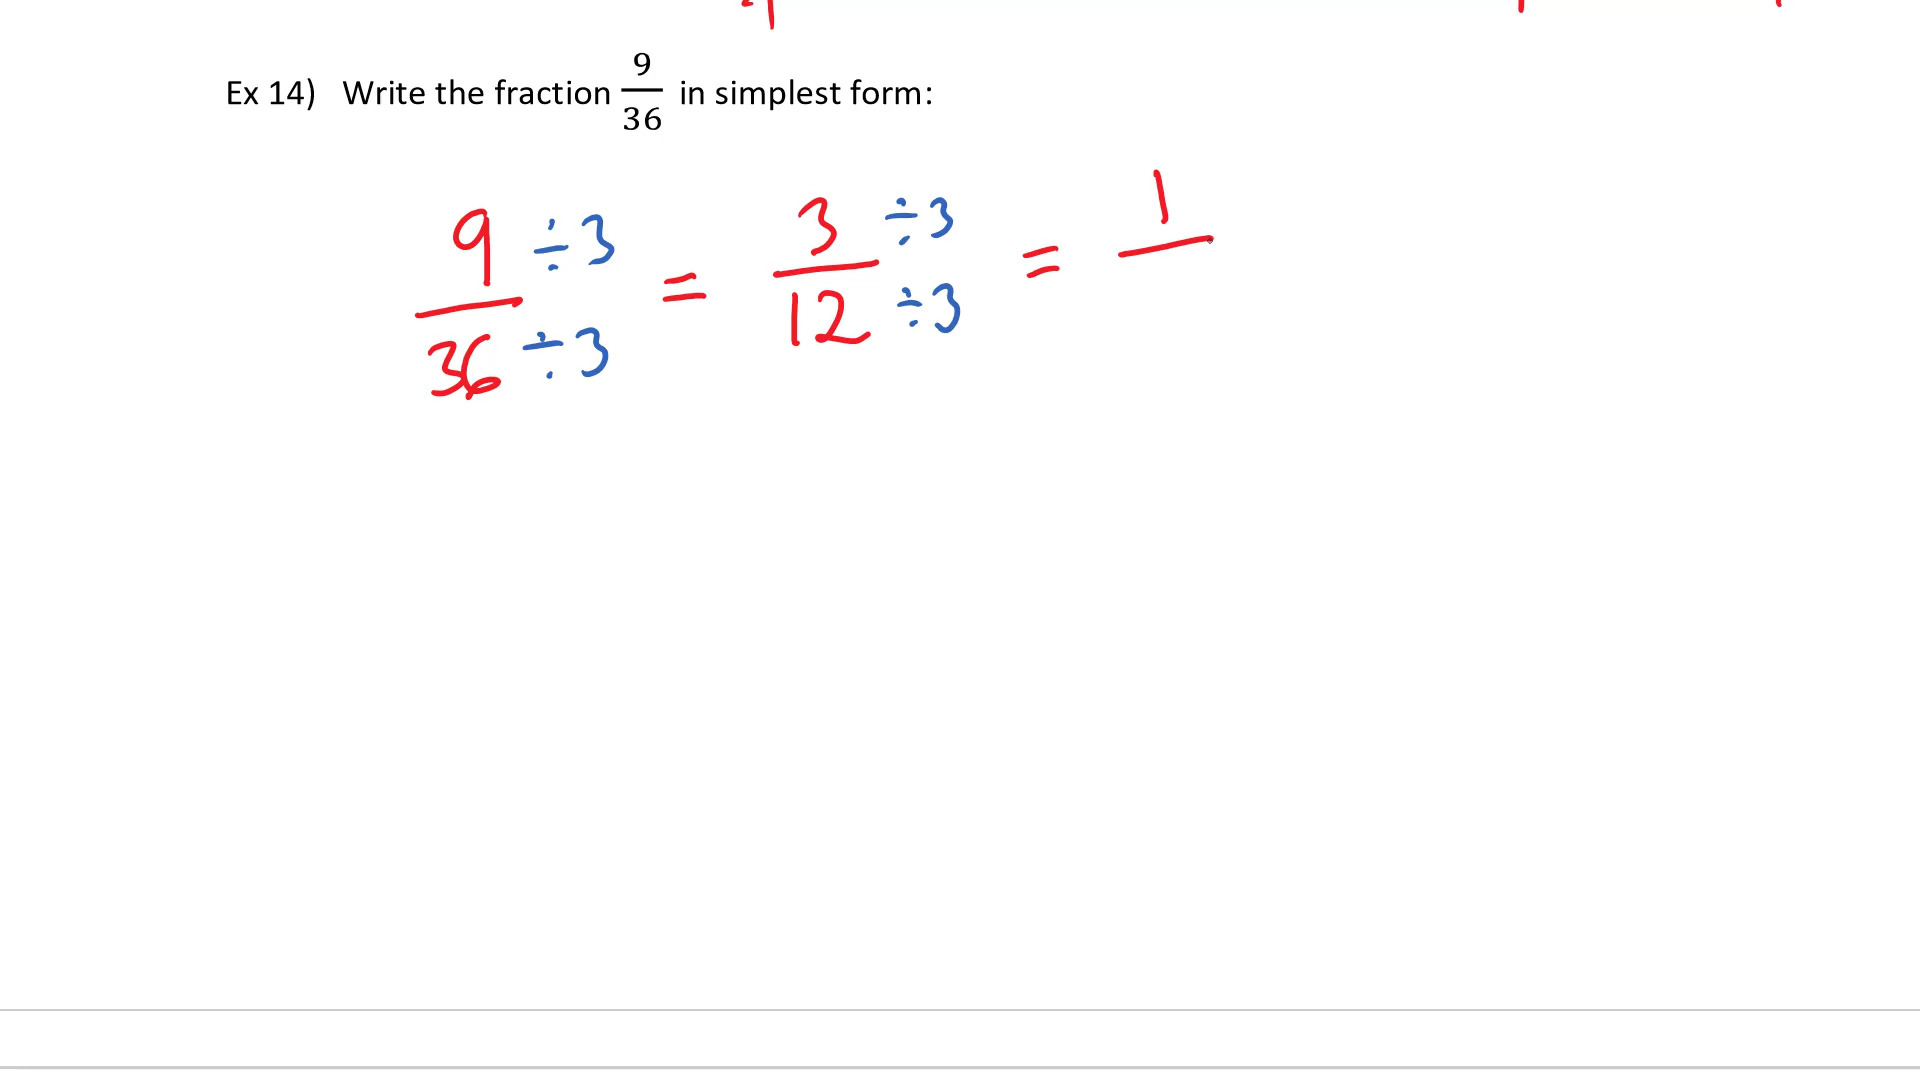 Ex 14) Write the fraction 9/36 in simplest form:
9 ÷3 / 36 ÷3 = 3 ÷3 / 12 ÷3 = 1 /